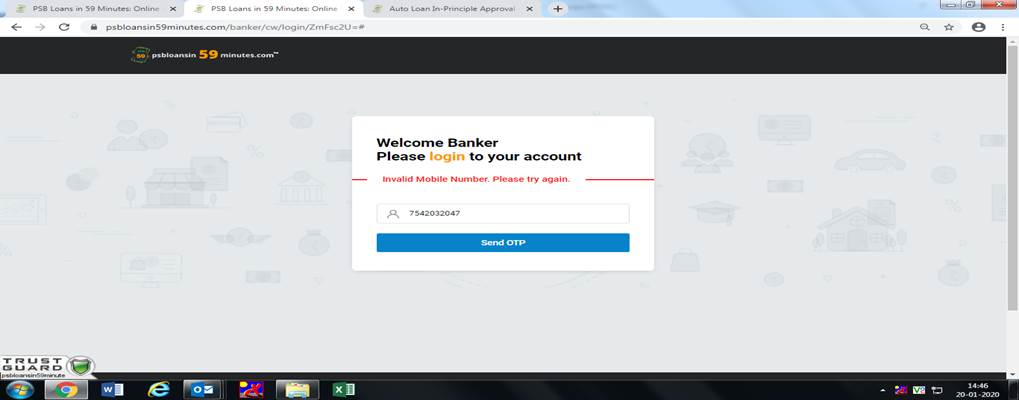 PSB Loans in 59 Minutes: Online
PSB Loans in 59 Minutes: Online
Auto Loan In-Principle Approval
psbloansin59minutes.com/banker/cw/login/ZmFsc2U=#
59 psbloansin 59 minutes.com™
Welcome Banker
Please login to your account
Invalid Mobile Number. Please try again.
7542032047
Send OTP
TRUST
GUARD
psbloansin59minute
14:46
20-01-2020